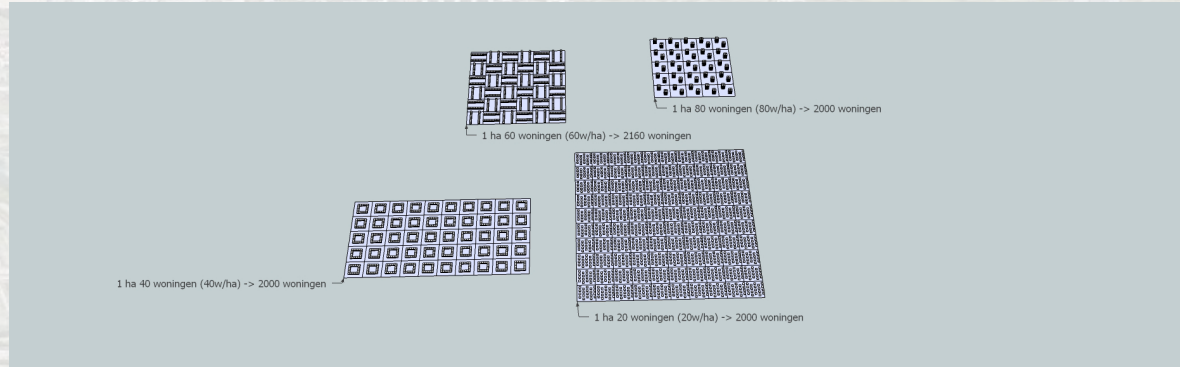 1 ha 80 woningen (80w/ha) -> 2000 woningen
1 ha 60 woningen (60w/ha) -> 2160 woningen
1 ha 40 woningen (40w/ha) -> 2000 woningen
1 ha 20 woningen (20w/ha) -> 2000 woningen